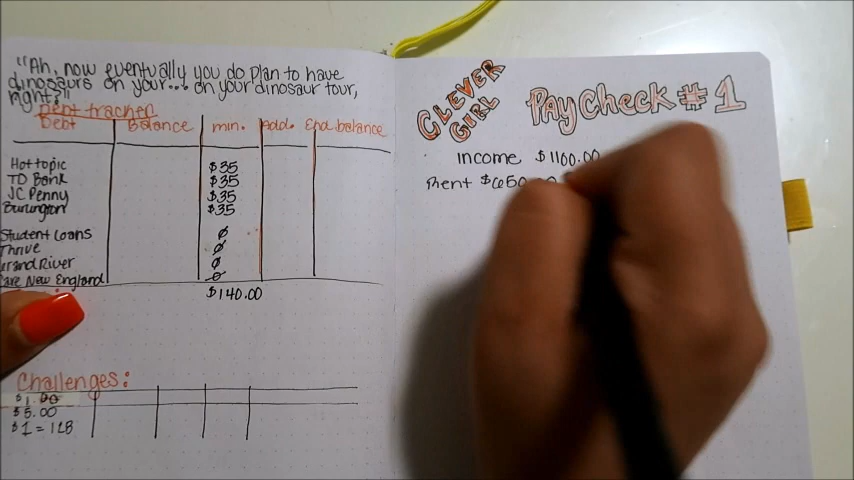 "Ah, now eventually you do plan to have
dinosaurs on your... on your dinosaur tour,
right?"
Debt tracker
Debt Balance min. Add. End balance
Hot topic $35
TD Bank $35
JC Penny $35
Burlington $35
Student Loans ∅
Thrive ∅
Grand River ∅
Care New England ∅
$140.00
Challenges:
$1.00
$5.00
$1 = 128
CLEVER
GIRL
PayCheck #1
Income $1100.00
Rent $650